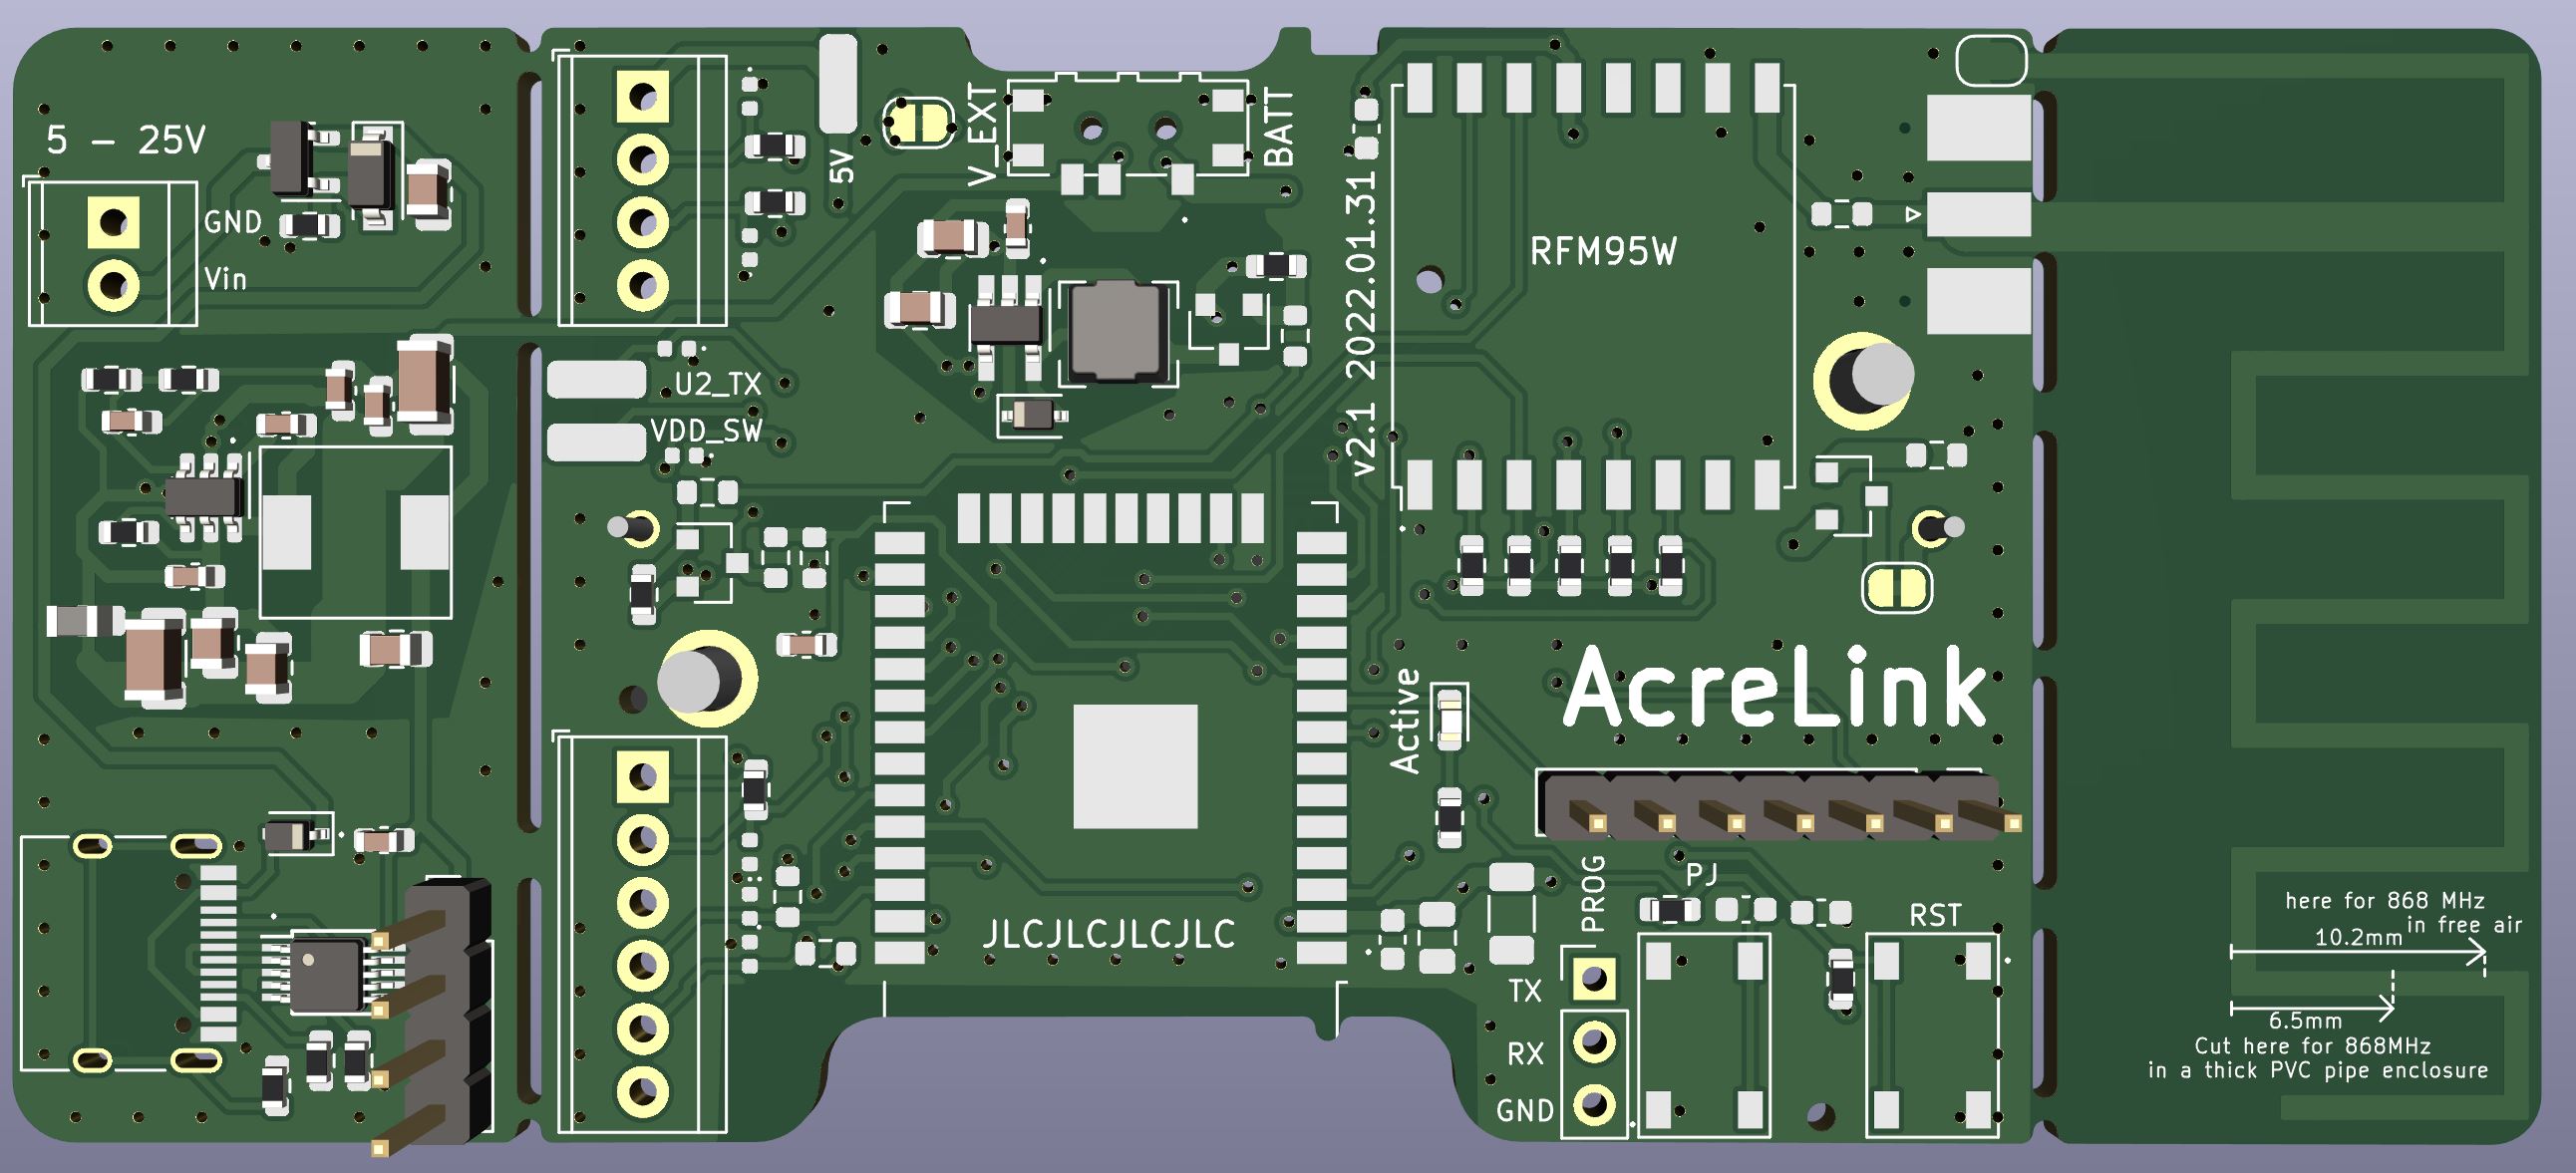 5 - 25V
GND
Vin
5V
V_EXT
BATT
U2_TX
VDD_SW
v2.1 2022.01.31
RFM95W
AcreLink
Active
JLCJLCJLCJLC
PROG
PJ
RST
TX
RX
GND
here for 868 MHz
in free air
10.2mm
6.5mm
Cut here for 868MHz
in a thick PVC pipe enclosure